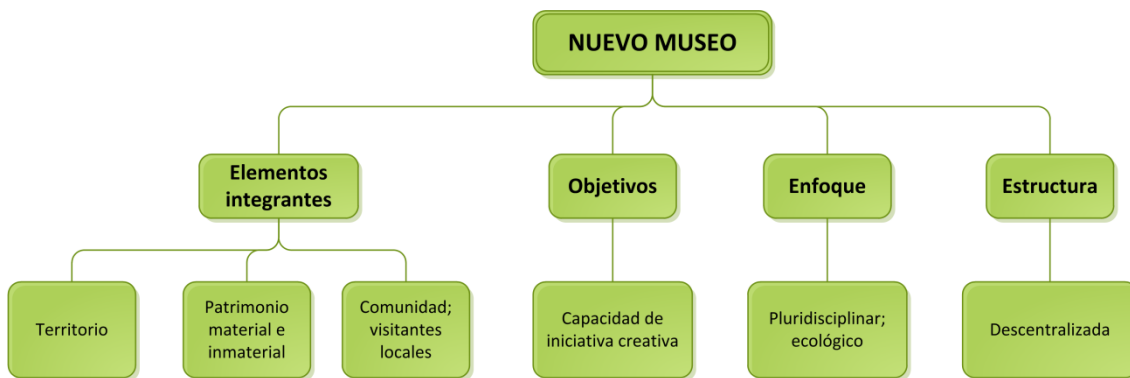 NUEVO MUSEO
Elementos
integrantes
Objetivos
Enfoque
Estructura
Territorio
Patrimonio
material e
inmaterial
Comunidad;
visitantes
locales
Capacidad de
iniciativa creativa
Pluridisciplinar;
ecológico
Descentralizada